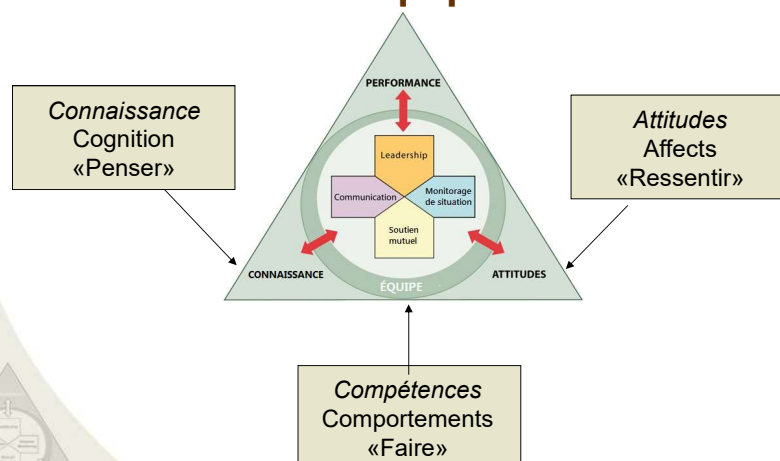 PERFORMANCE
Connaissance
Cognition
«Penser»
Attitudes
Affects
«Ressentir»
Leadership
Communication
Monitorage
de situation
Soutien
mutuel
CONNAISSANCE
ATTITUDES
ÉQUIPE
Compétences
Comportements
«Faire»